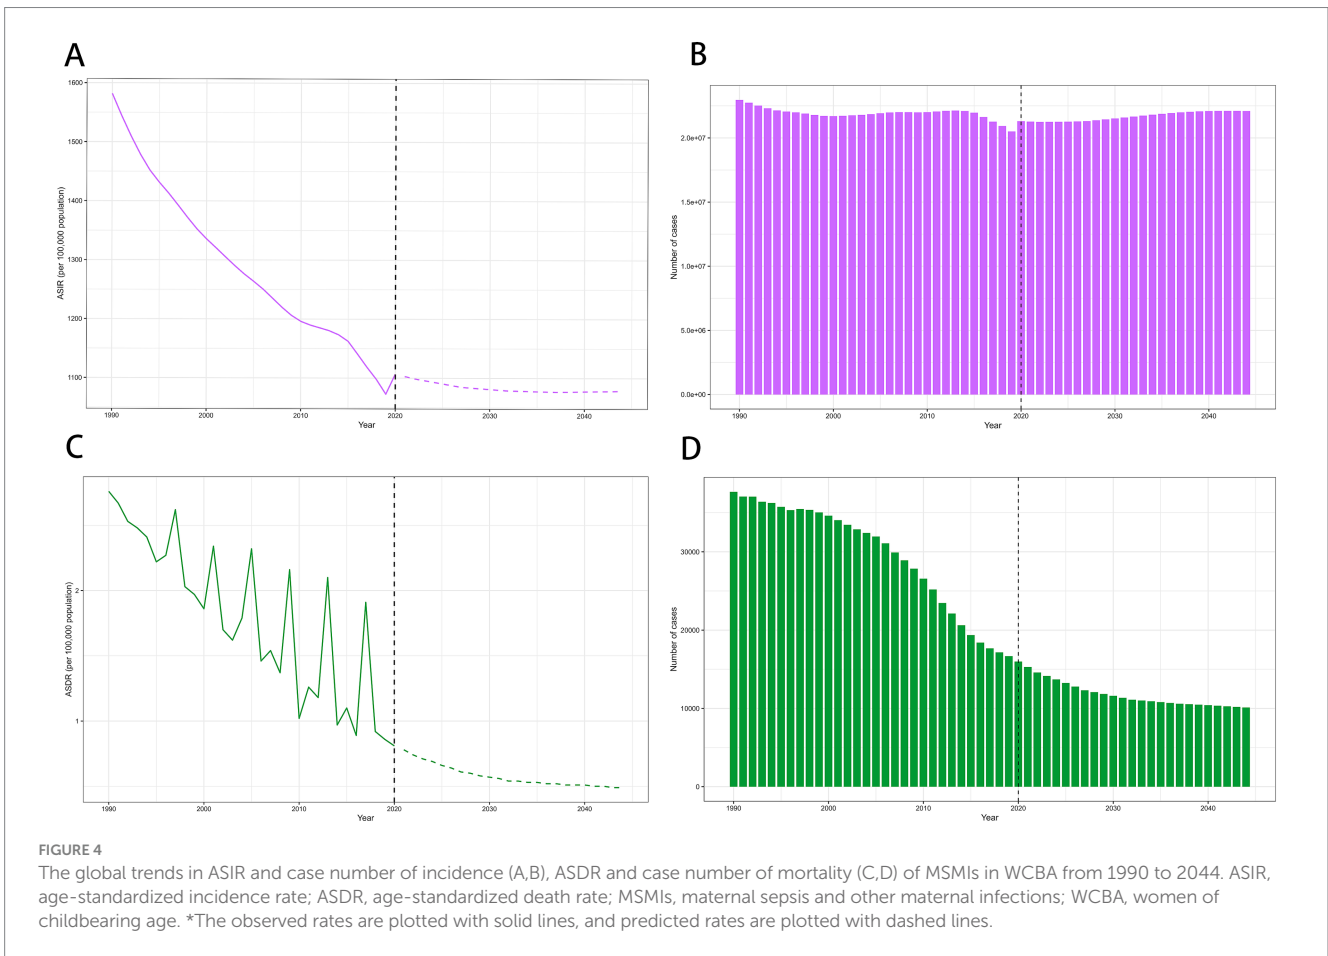 A
1600
1500
1400
1300
1200
1100
ASIR (per 100,000 population)
1990
2000
2010
2020
2030
2040
Year
B
2.0e+07
1.5e+07
1.0e+07
5.0e+06
0.0e+00
Number of cases
1990
2000
2010
2020
2030
2040
Year
C
2
1
ASDR (per 100,000 population)
1990
2000
2010
2020
2030
2040
Year
D
30000
20000
10000
0
Number of cases
1990
2000
2010
2020
2030
2040
Year
FIGURE 4
The global trends in ASIR and case number of incidence (A,B), ASDR and case number of mortality (C,D) of MSMIs in WCBA from 1990 to 2044. ASIR,
age-standardized incidence rate; ASDR, age-standardized death rate; MSMIs, maternal sepsis and other maternal infections; WCBA, women of
childbearing age. *The observed rates are plotted with solid lines, and predicted rates are plotted with dashed lines.